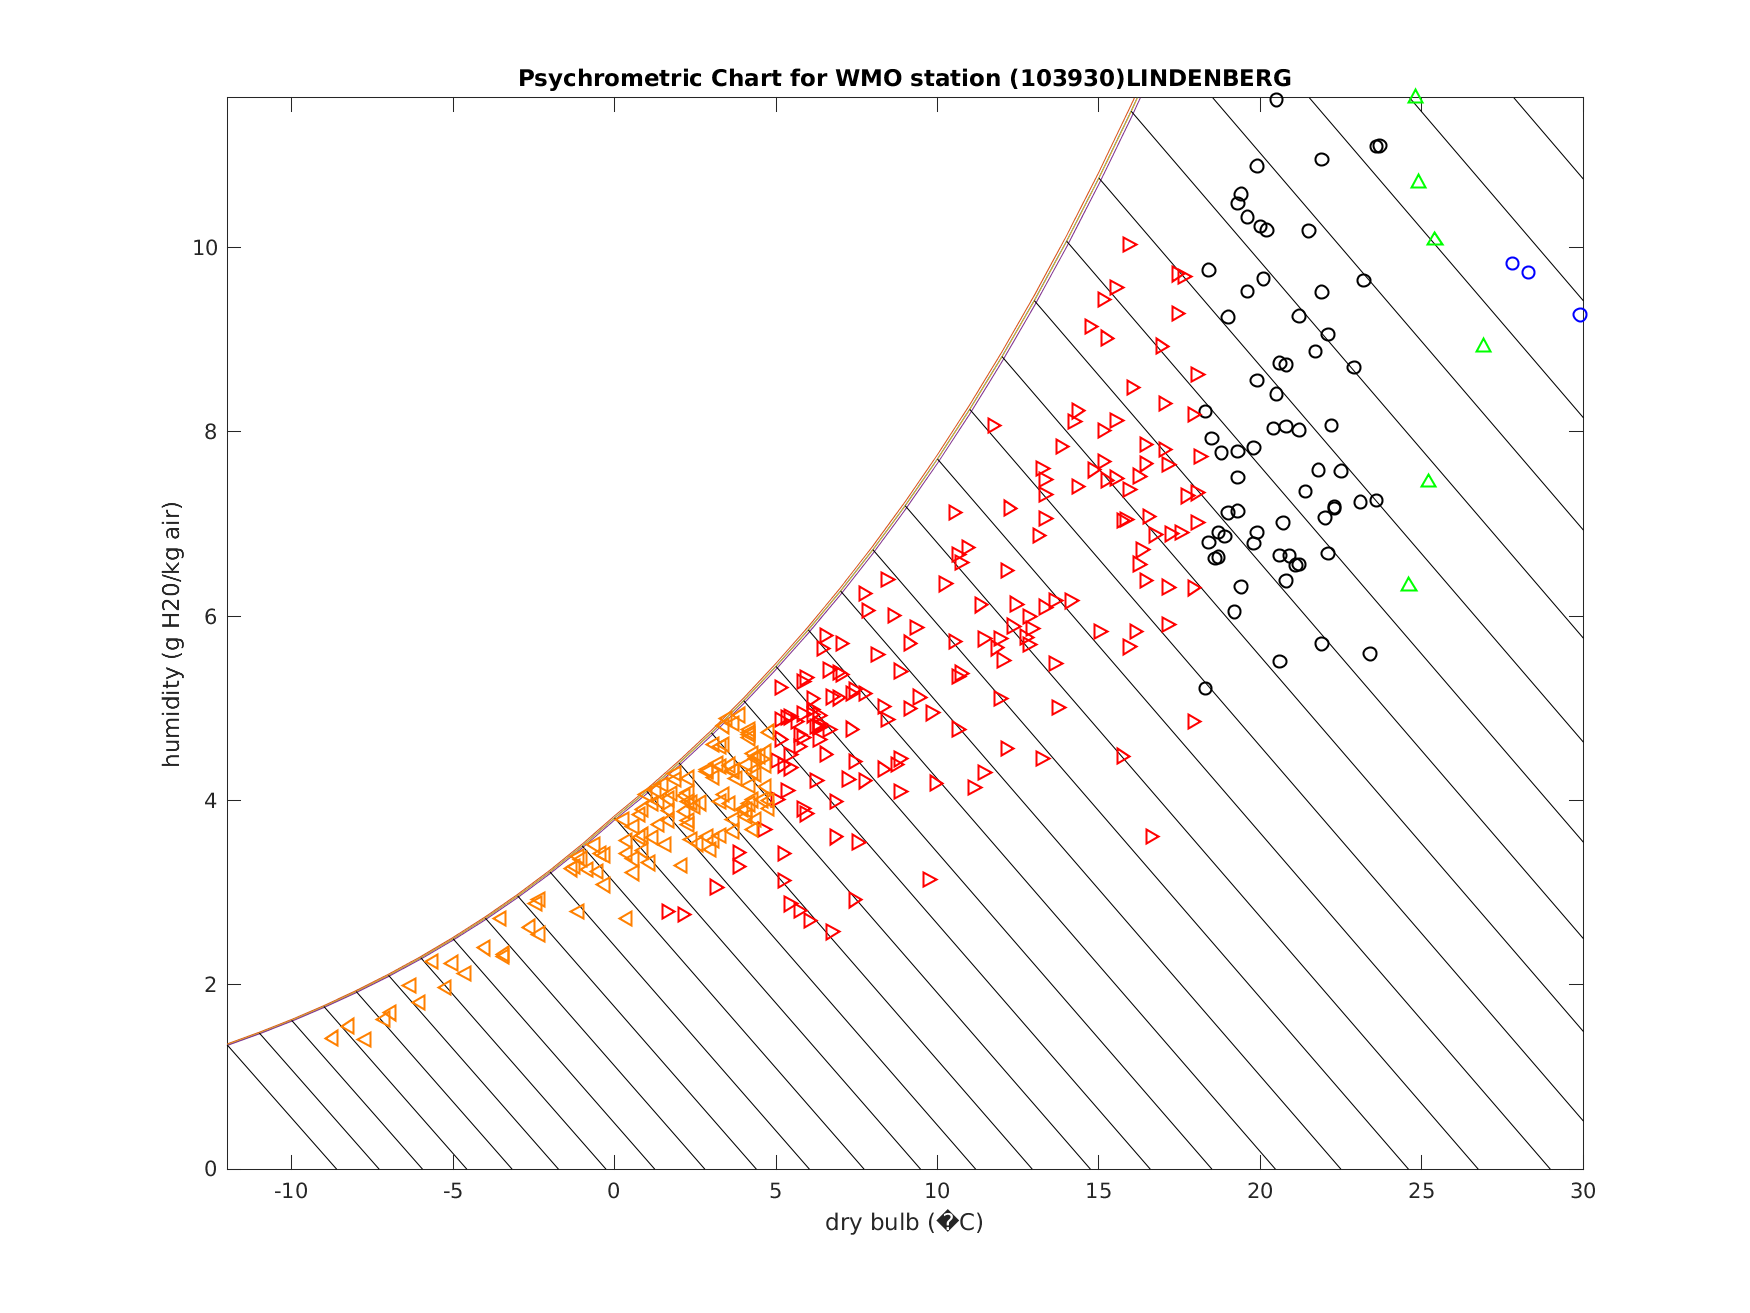 Psychrometric Chart for WMO station (103930)LINDENBERG
humidity (g H20/kg air)
10
8
6
4
2
0
-10 -5 0 5 10 15 20 25 30
dry bulb (�C)